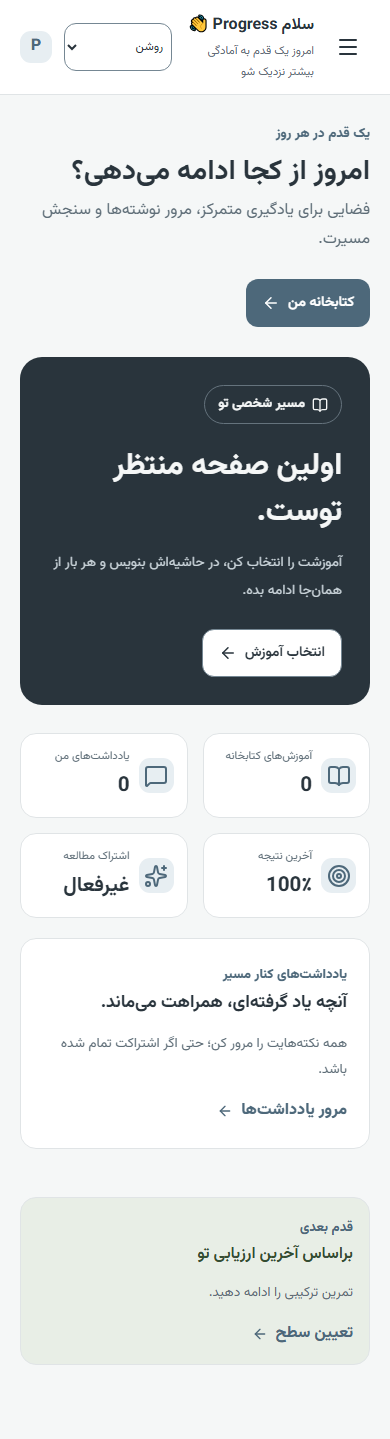 سلام Progress 👋
امروز یک قدم به آمادگی
بیشتر نزدیک شو
روشن
P
یک قدم در هر روز
امروز از کجا ادامه می‌دهی؟
فضایی برای یادگیری متمرکز، مرور نوشته‌ها و سنجش
مسیرت.
کتابخانه من
مسیر شخصی تو
اولین صفحه منتظر
توست.
آموزشت را انتخاب کن، در حاشیه‌اش بنویس و هر بار از
همان‌جا ادامه بده.
انتخاب آموزش
آموزش‌های کتابخانه
0
یادداشت‌های من
0
آخرین نتیجه
100٪
اشتراک مطالعه
غیرفعال
یادداشت‌های کنار مسیر
آنچه یاد گرفته‌ای، همراهت می‌ماند.
همه نکته‌هایت را مرور کن؛ حتی اگر اشتراکت تمام شده
باشد.
مرور یادداشت‌ها
قدم بعدی
براساس آخرین ارزیابی تو
تمرین ترکیبی را ادامه دهید.
تعیین سطح